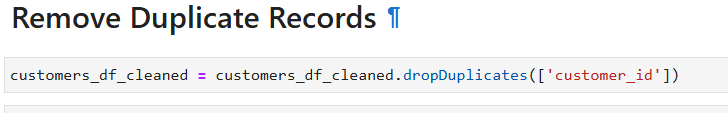 Remove Duplicate Records ¶
customers_df_cleaned = customers_df_cleaned.dropDuplicates(['customer_id'])